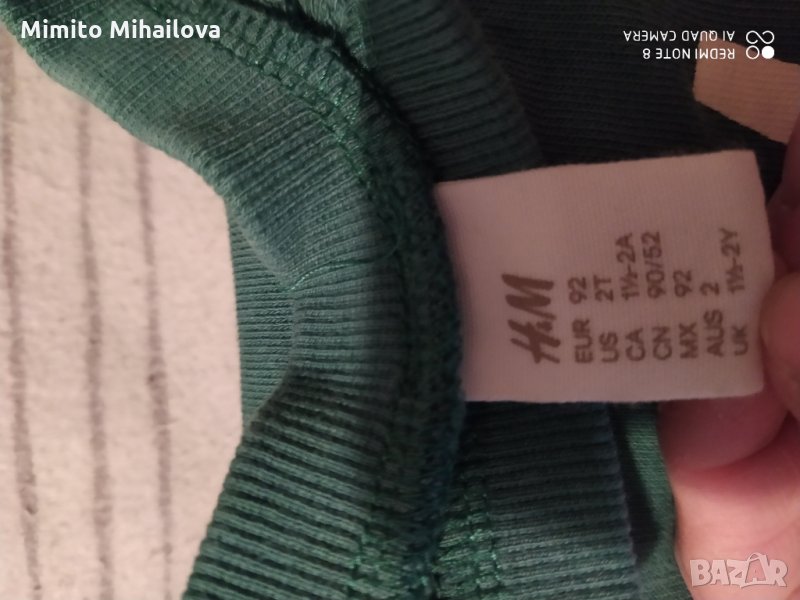 Mimito Mihailova
REDMI NOTE 8
AI QUAD CAMERA
H&M
EUR 92
US 2T
CA 1½-2A
CN 90/52
MX 92
AUS 2
UK 1½-2Y
BAZAR